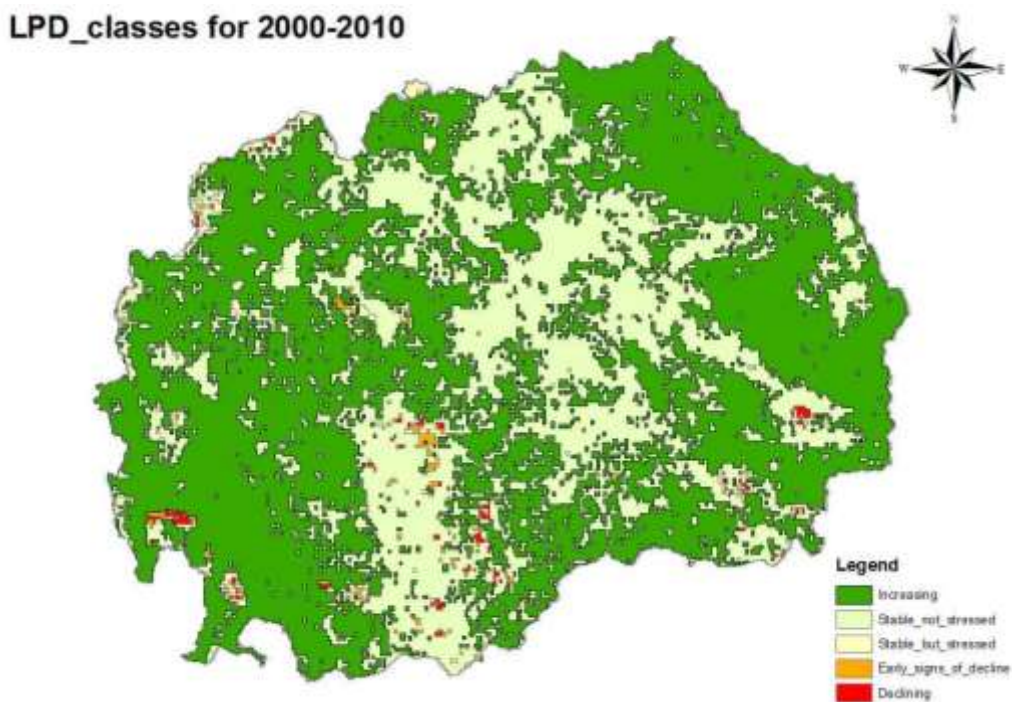 LPD_classes for 2000-2010
N
W E
S
Legend
Increasing
Stable_not_stressed
Stable_but_stressed
Early_signs_of_decline
Declining